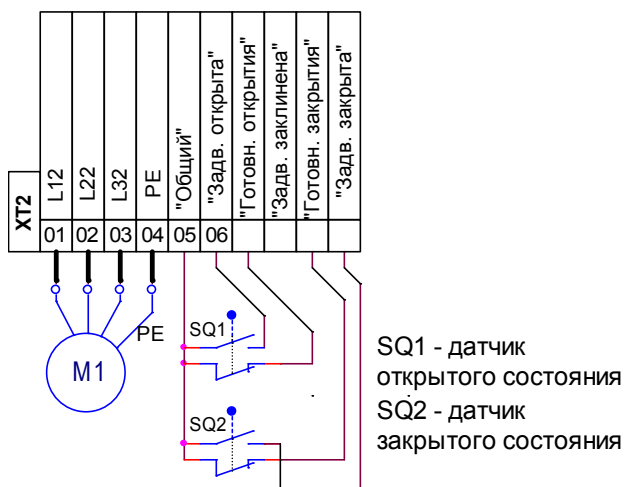 XT2
L12
L22
L32
PE
"Общий"
"Задв. открыта"
"Готовн. открытия"
"Задв. заклинена"
"Готовн. закрытия"
"Задв. закрыта"
01 02 03 04 05 06
PE
M1
SQ1
SQ2
SQ1 - датчик
открытого состояния
SQ2 - датчик
закрытого состояния